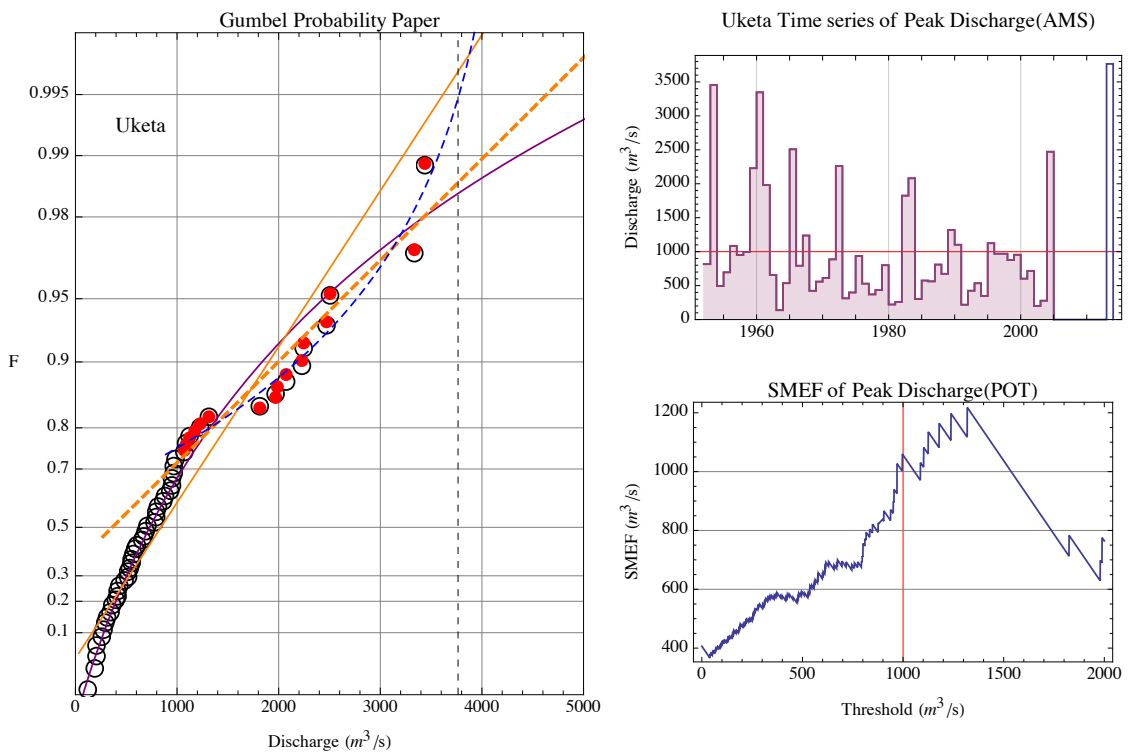 Gumbel Probability Paper
0.995
0.99
0.98
0.95
0.9
0.8
0.7
0.5
0.3
0.2
0.1
F
Uketa
0 1000 2000 3000 4000 5000
Discharge (m³/s)
Uketa Time series of Peak Discharge(AMS)
3500
3000
2500
2000
1500
1000
500
0
Discharge (m³/s)
1960 1980 2000
SMEF of Peak Discharge(POT)
1200
1000
800
600
400
SMEF (m³/s)
0 500 1000 1500 2000
Threshold (m³/s)